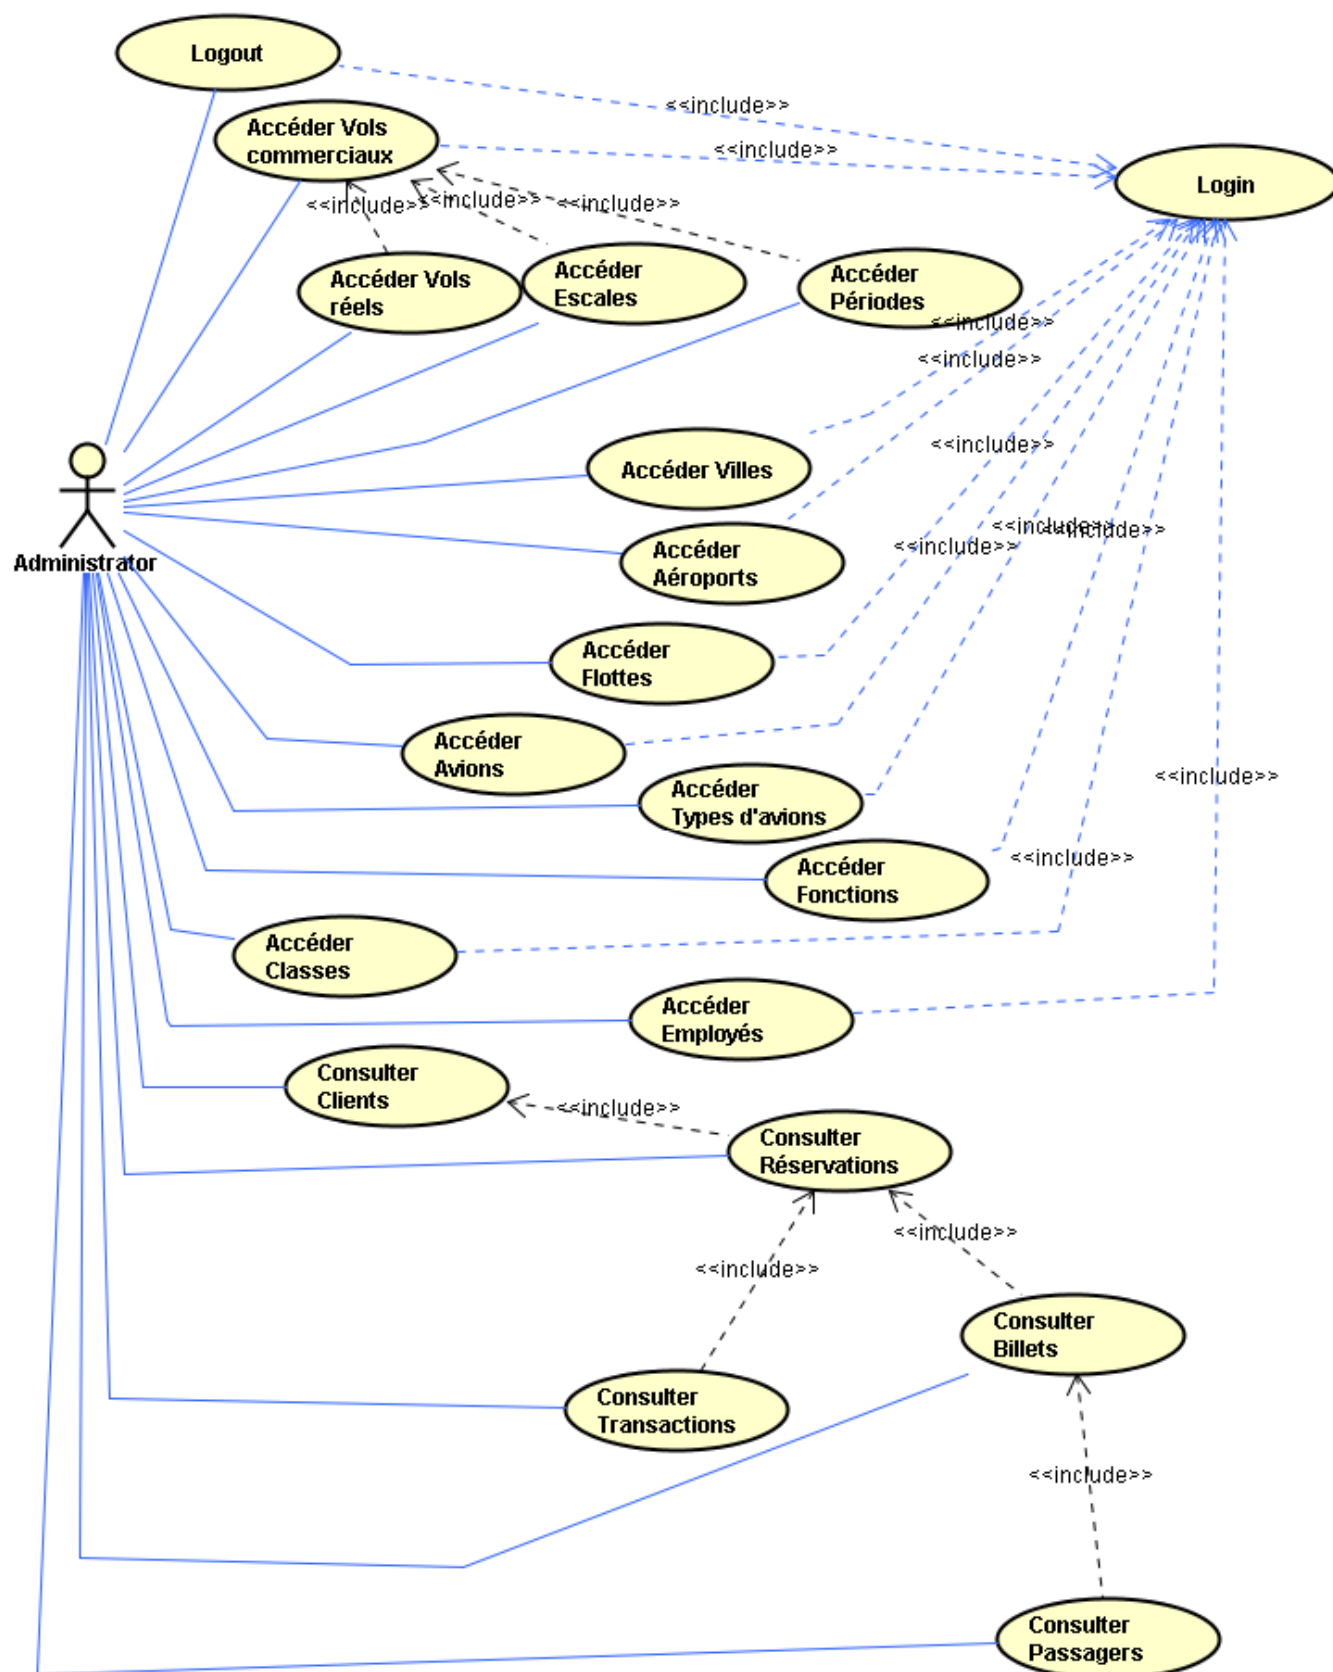 Logout
<<include>>
Accéder Vols
commerciaux
<<include>>
Login
<<include>>
<<include>>
<<include>>
Accéder Vols
réels
Accéder
Escales
Accéder
Périodes
<<include>>
<<include>>
Accéder Villes
<<include>>
Administrator
Accéder
Aéroports
<<include>>
<<include>>
<<include>>
Accéder
Flottes
Accéder
Avions
Accéder
Types d'avions
<<include>>
Accéder
Fonctions
<<include>>
Accéder
Classes
Accéder
Employés
Consulter
Clients
<<include>>
Consulter
Réservations
<<include>>
<<include>>
Consulter
Billets
Consulter
Transactions
<<include>>
Consulter
Passagers